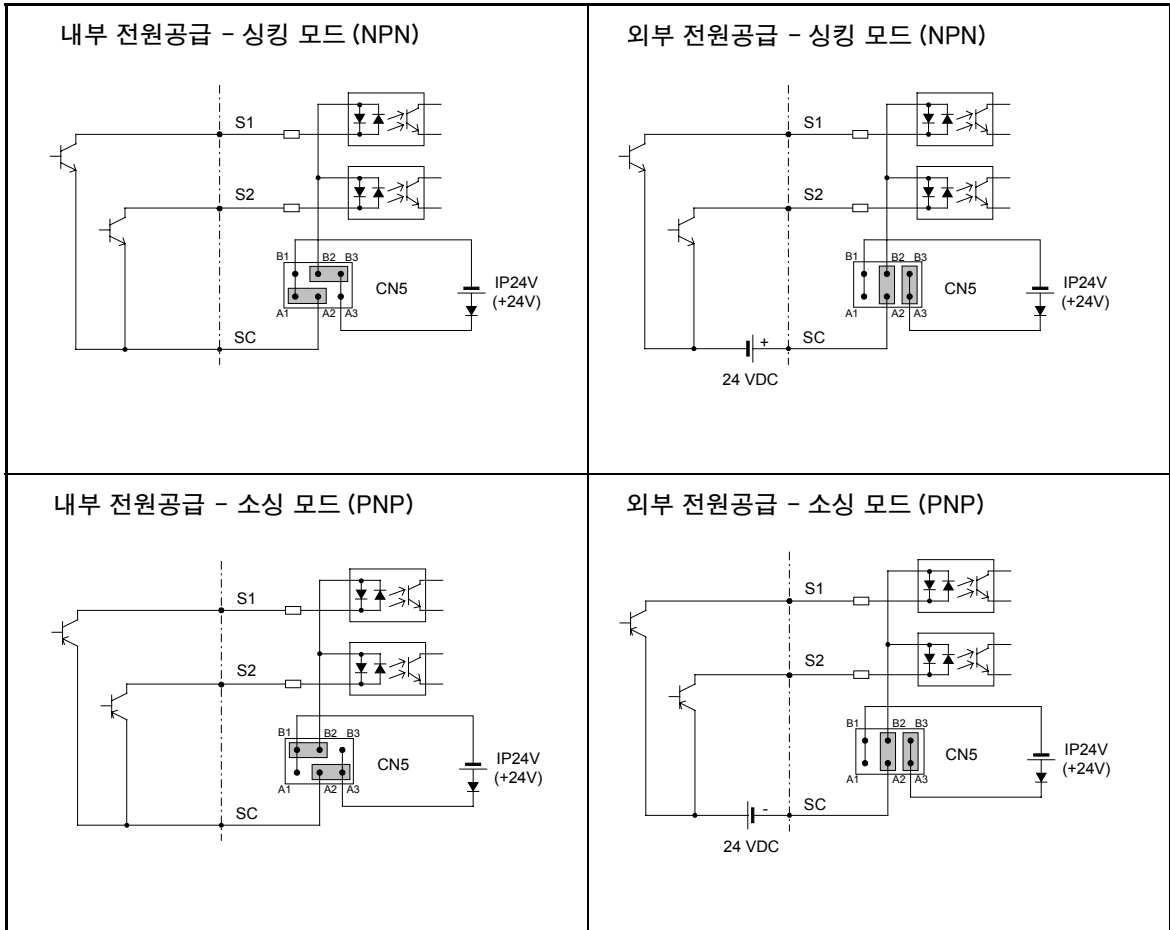 내부 전원공급 - 싱킹 모드 (NPN)
S1
S2
B1 B2 B3
CN5
IP24V
(+24V)
A1 A2 A3
SC
외부 전원공급 - 싱킹 모드 (NPN)
S1
S2
B1 B2 B3
CN5
IP24V
(+24V)
A1 A2 A3
+ SC
24 VDC
내부 전원공급 - 소싱 모드 (PNP)
S1
S2
B1 B2 B3
CN5
IP24V
(+24V)
A1 A2 A3
SC
외부 전원공급 - 소싱 모드 (PNP)
S1
S2
B1 B2 B3
CN5
IP24V
(+24V)
A1 A2 A3
- SC
24 VDC